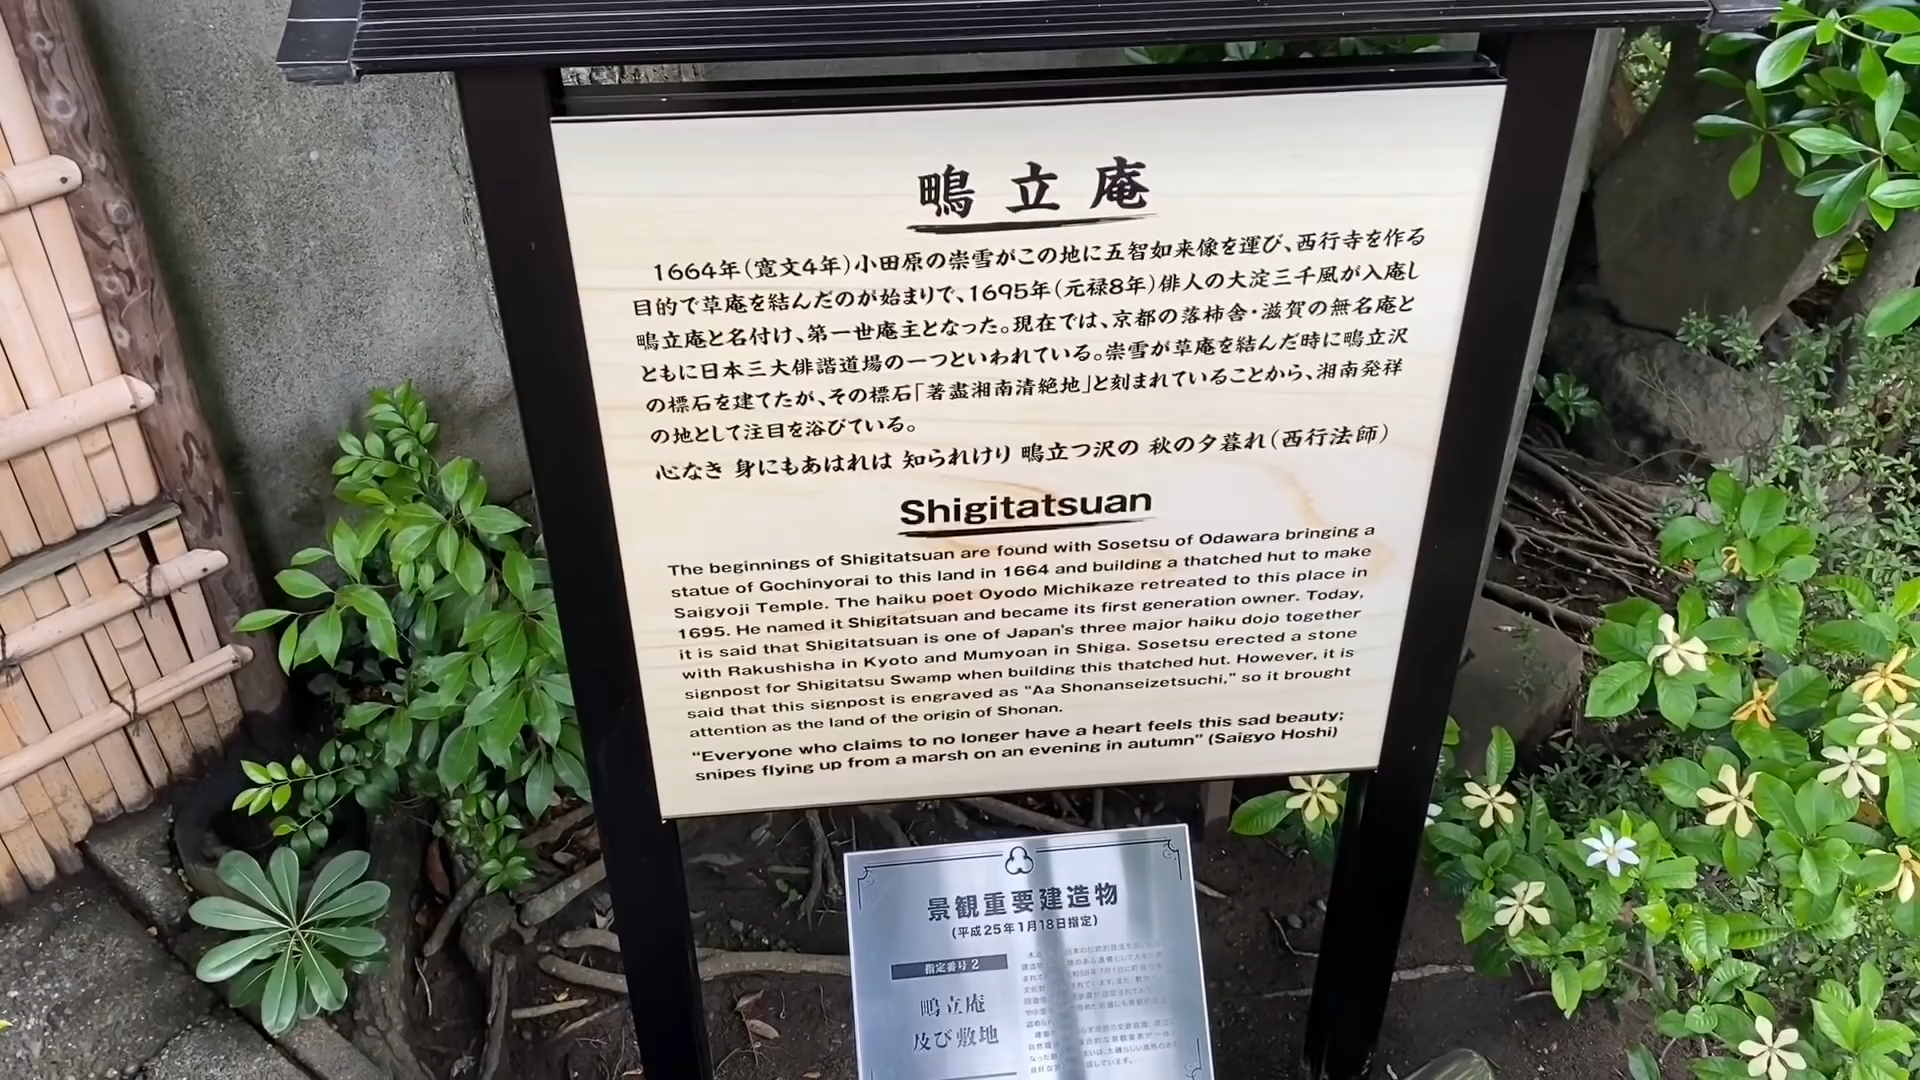 鴫立庵
1664年(寛文4年)小田原の崇雪がこの地に五智如来像を運び、西行寺を作る
目的で草庵を結んだのが始まりで、1695年(元禄8年)俳人の大淀三千風が入庵し
鴫立庵と名付け、第一世庵主となった。現在では、京都の落柿舎・滋賀の無名庵と
ともに日本三大俳諧道場の一つといわれている。崇雪が草庵を結んだ時に鴫立沢
の標石を建てたが、その標石「著盡湘南清絶地」と刻まれていることから、湘南発祥
の地として注目を浴びている。
心なき 身にもあはれは 知られけり 鴫立つ沢の 秋の夕暮れ(西行法師)
Shigitatsuan
The beginnings of Shigitatsuan are found with Sosetsu of Odawara bringing a
statue of Gochinyorai to this land in 1664 and building a thatched hut to make
Saigyoji Temple. The haiku poet Oyodo Michikaze retreated to this place in
1695. He named it Shigitatsuan and became its first generation owner. Today,
it is said that Shigitatsuan is one of Japan's three major haiku dojo together
with Rakushisha in Kyoto and Mumyoan in Shiga. Sosetsu erected a stone
signpost for Shigitatsu Swamp when building this thatched hut. However, it is
said that this signpost is engraved as “Aa Shonanseizetsuchi,” so it brought
attention as the land of the origin of Shonan.
“Everyone who claims to no longer have a heart feels this sad beauty;
snipes flying up from a marsh on an evening in autumn” (Saigyo Hoshi)
景観重要建造物
(平成25年1月18日指定)
指定番号2
鴫立庵
及び敷地